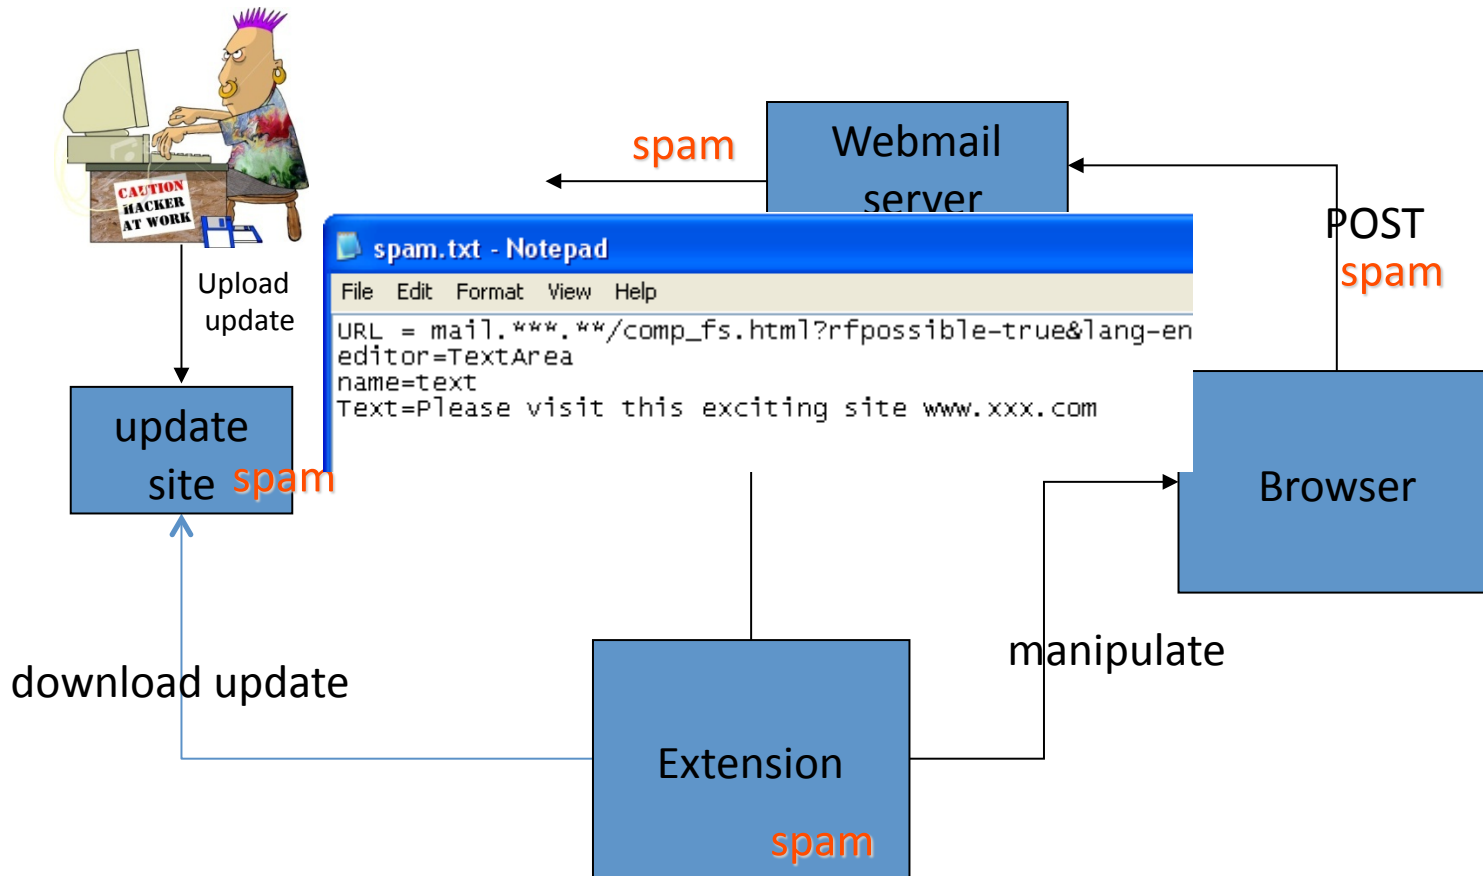 CAUTION
HACKER
AT WORK
spam
Webmail
server
POST
spam
Upload
update
spam.txt - Notepad
File Edit Format View Help
URL = mail.***.**/comp_fs.html?rfpossible-true&lang-en
editor=TextArea
name=text
Text=Please visit this exciting site www.xxx.com
update
site spam
Browser
manipulate
download update
Extension
spam